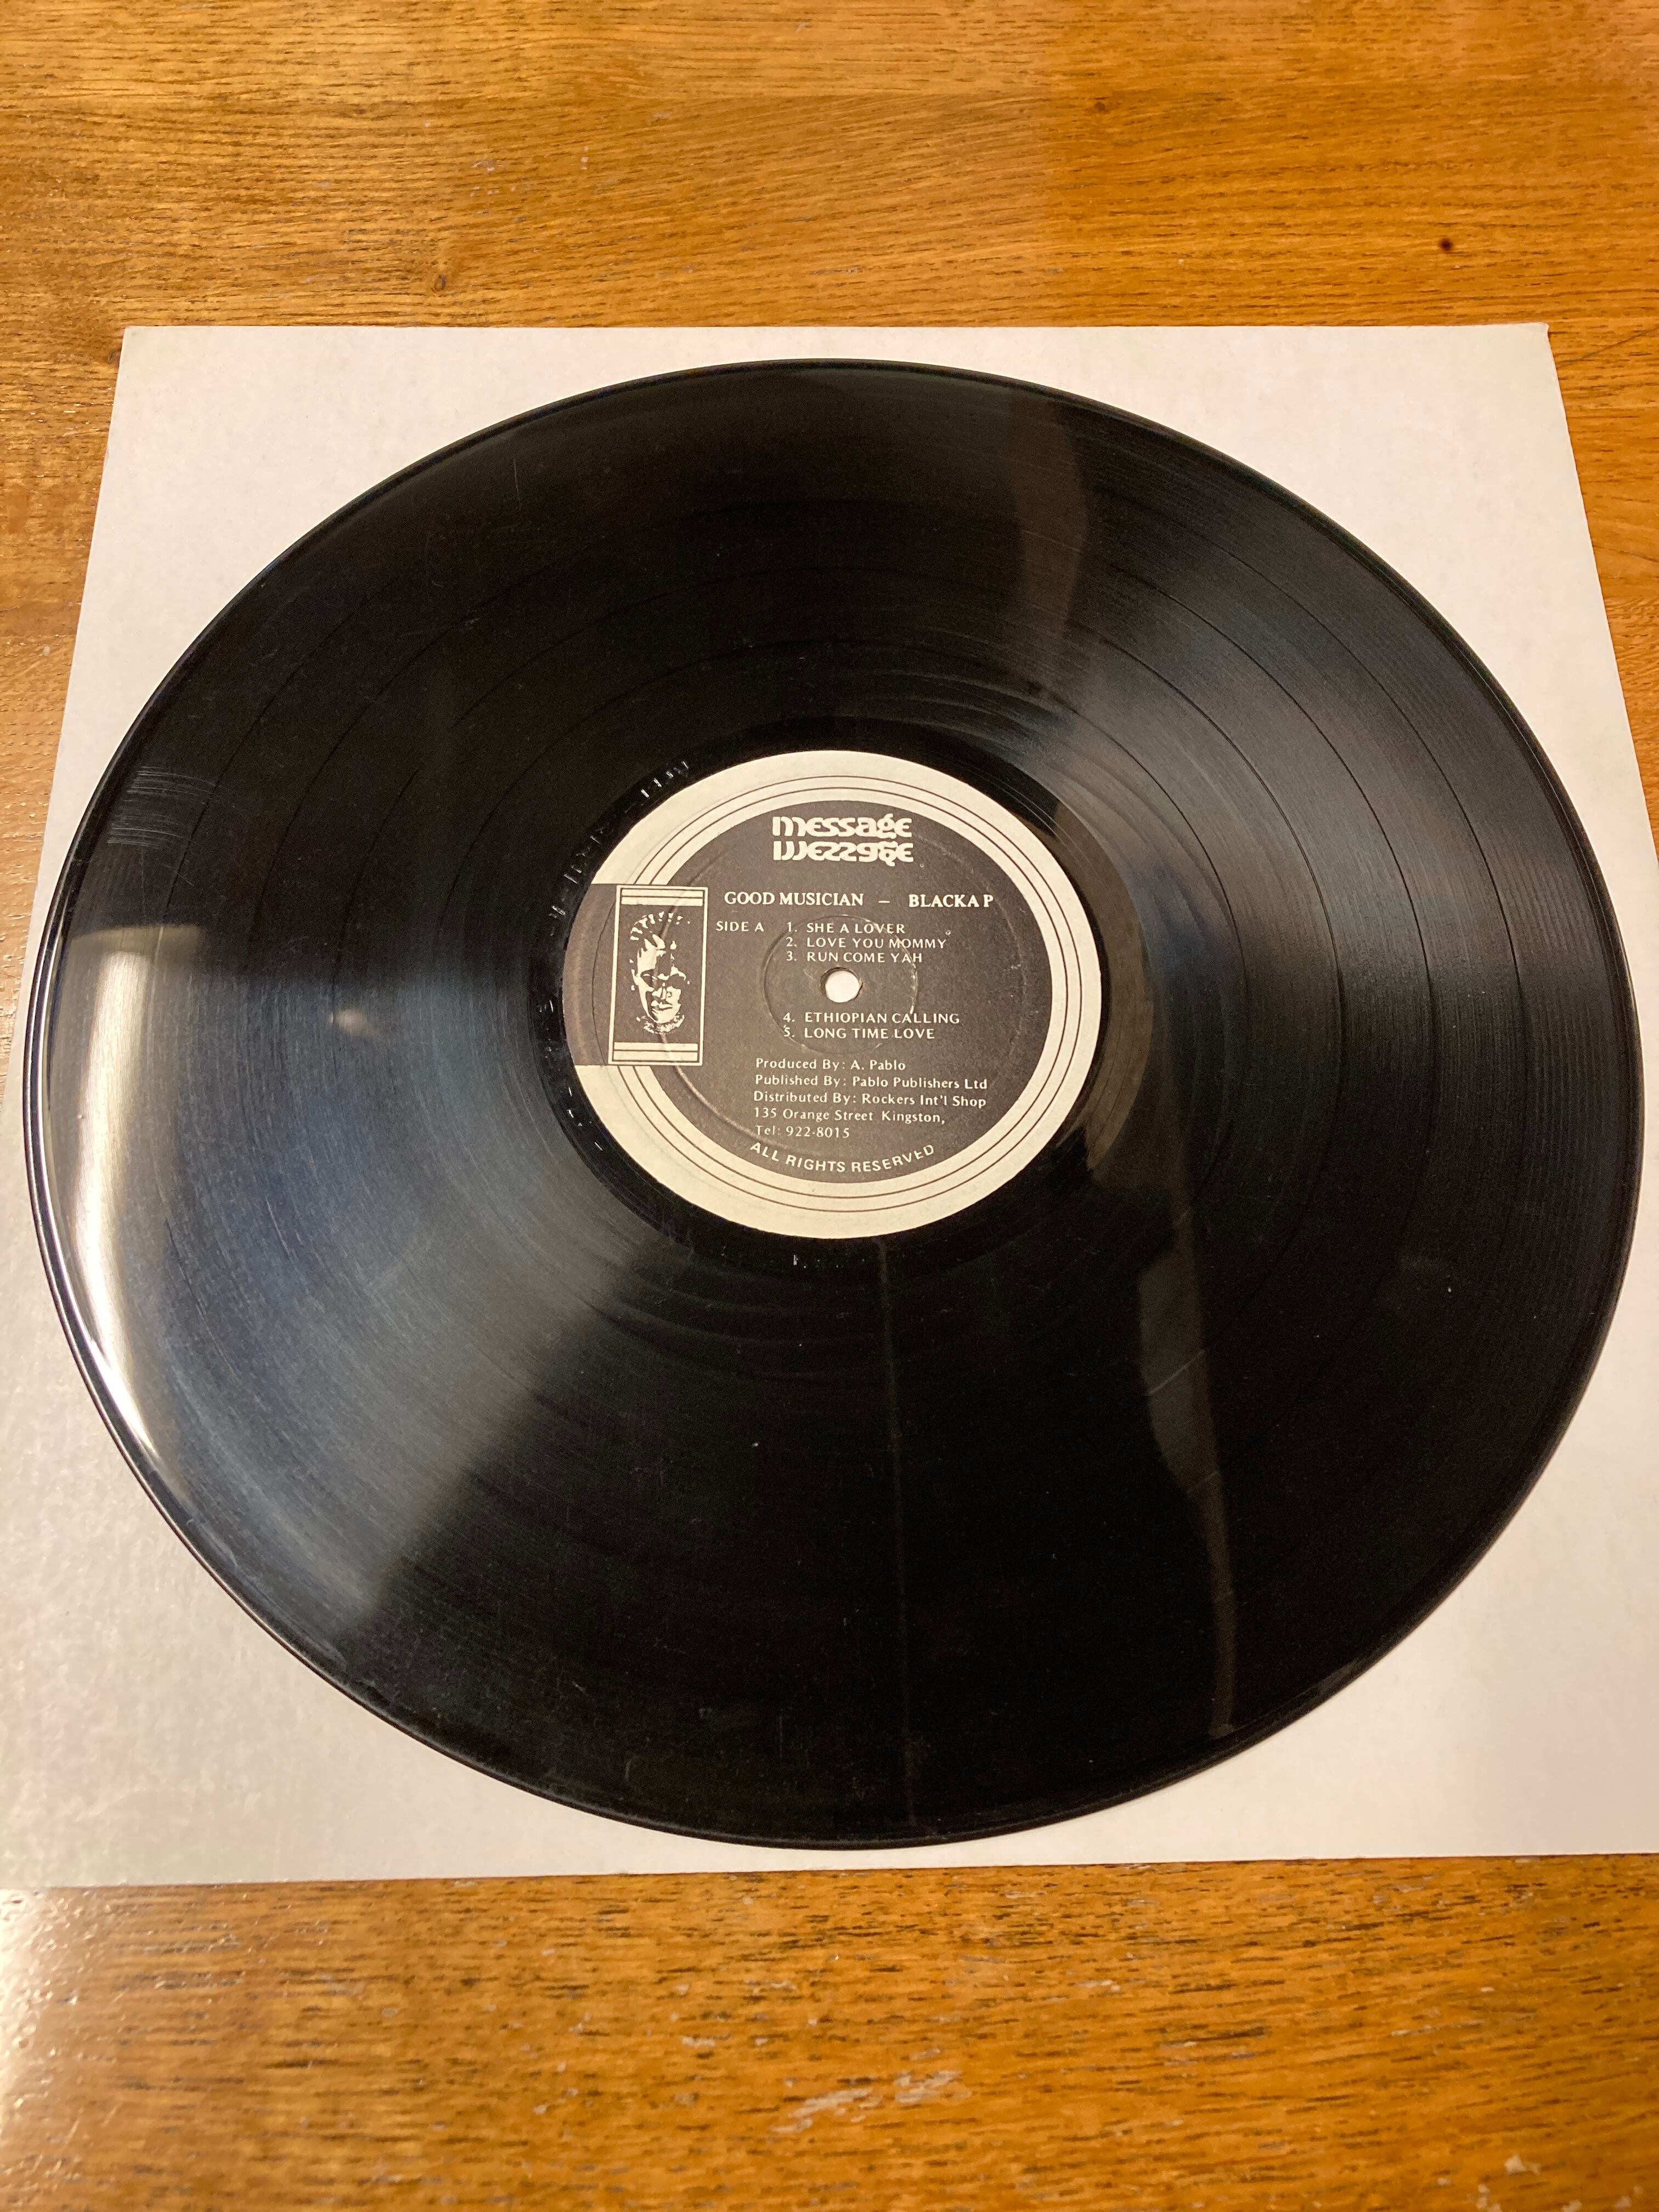 message
message
GOOD MUSICIAN – BLACKA P
SIDE A 1. SHE A LOVER
2. LOVE YOU MOMMY
3. RUN COME YAH
4. ETHIOPIAN CALLING
5. LONG TIME LOVE
Produced By: A. Pablo
Published By: Pablo Publishers Ltd
Distributed By: Rockers Int'l Shop
135 Orange Street Kingston,
Tel: 922-8015
ALL RIGHTS RESERVED